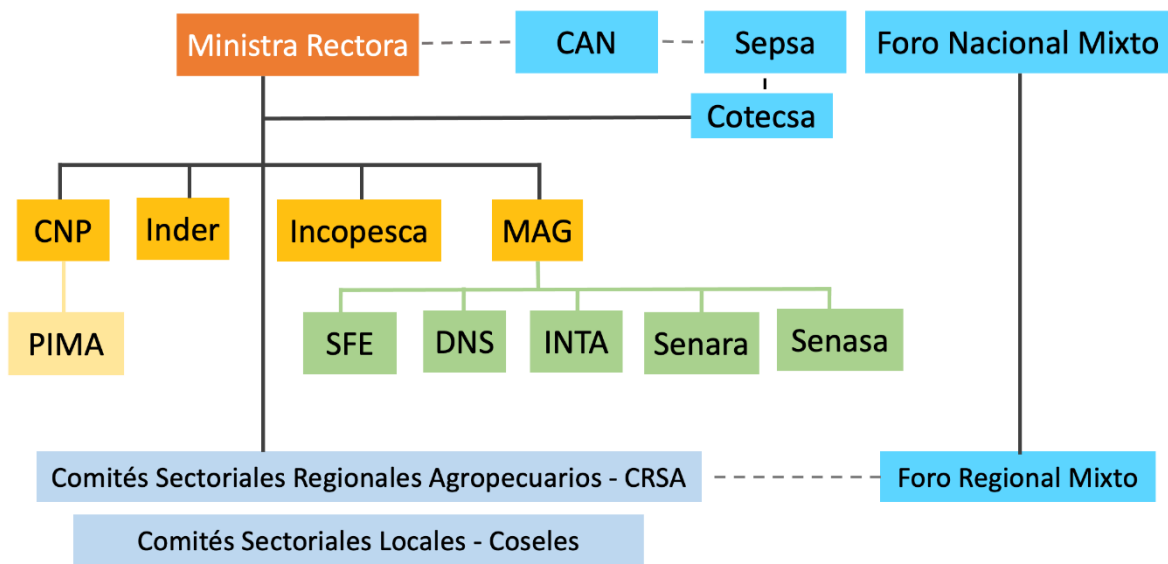 Ministra Rectora
CAN
Sepsa
Foro Nacional Mixto
Cotecsa
CNP
Inder
Incopesca
MAG
PIMA
SFE
DNS
INTA
Senara
Senasa
Comités Sectoriales Regionales Agropecuarios - CRSA
Foro Regional Mixto
Comités Sectoriales Locales - Coseles